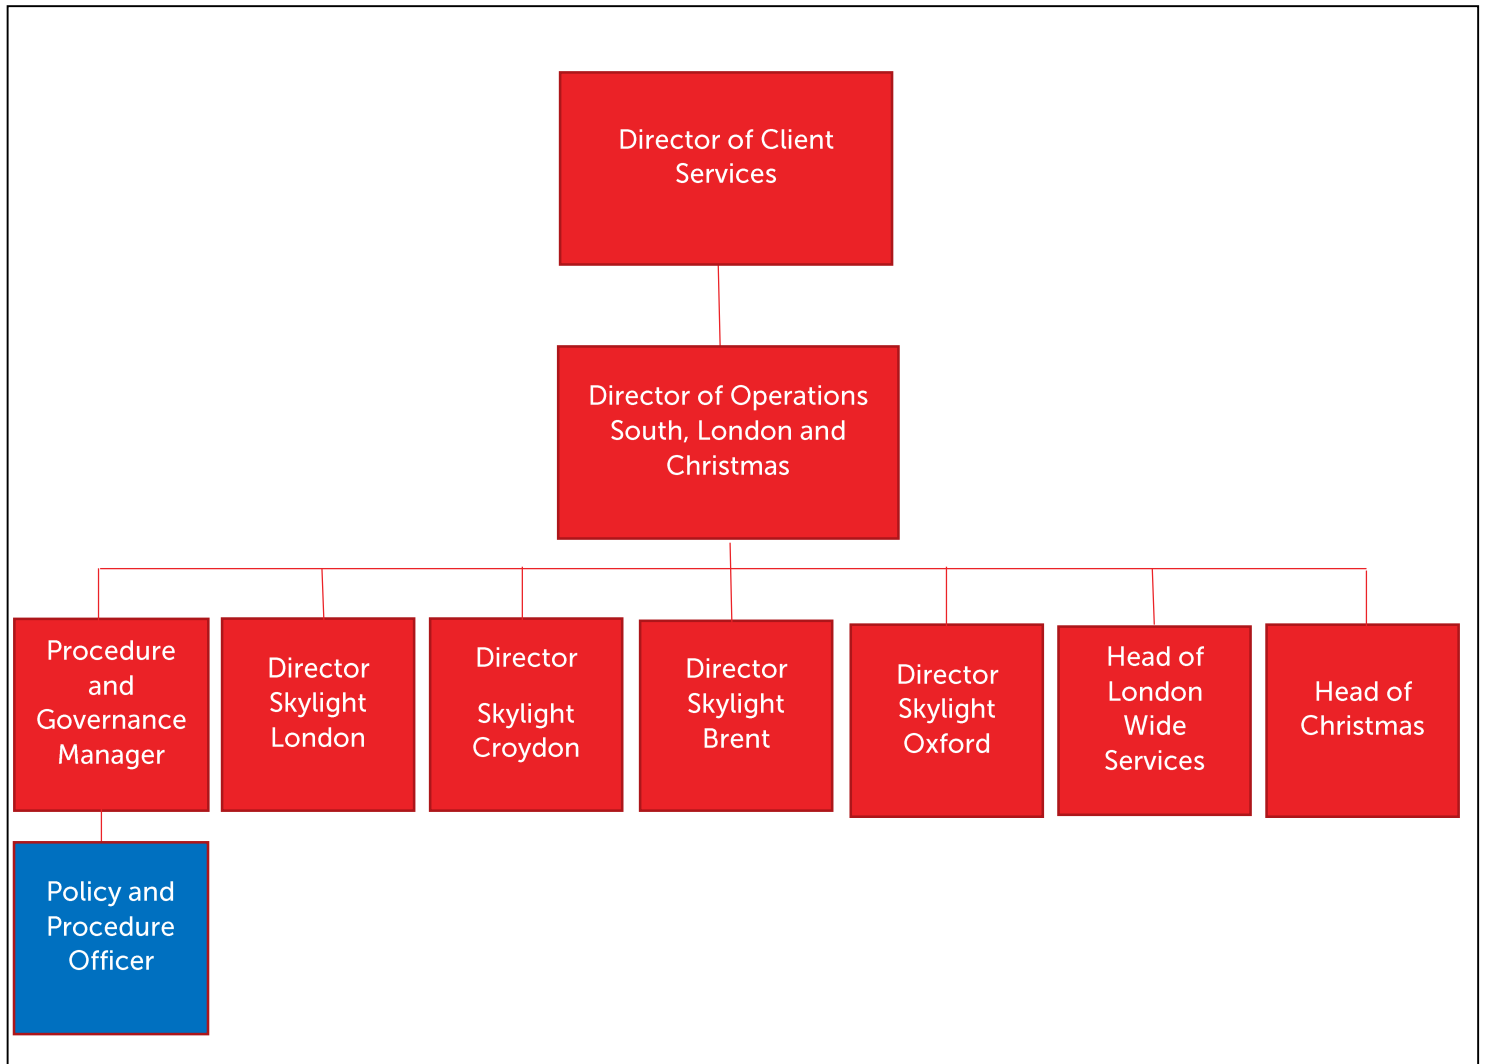 Director of Client
Services
Director of Operations
South, London and
Christmas
Procedure
and
Governance
Manager
Director
Skylight
London
Director
Skylight
Croydon
Director
Skylight
Brent
Director
Skylight
Oxford
Head of
London
Wide
Services
Head of
Christmas
Policy and
Procedure
Officer